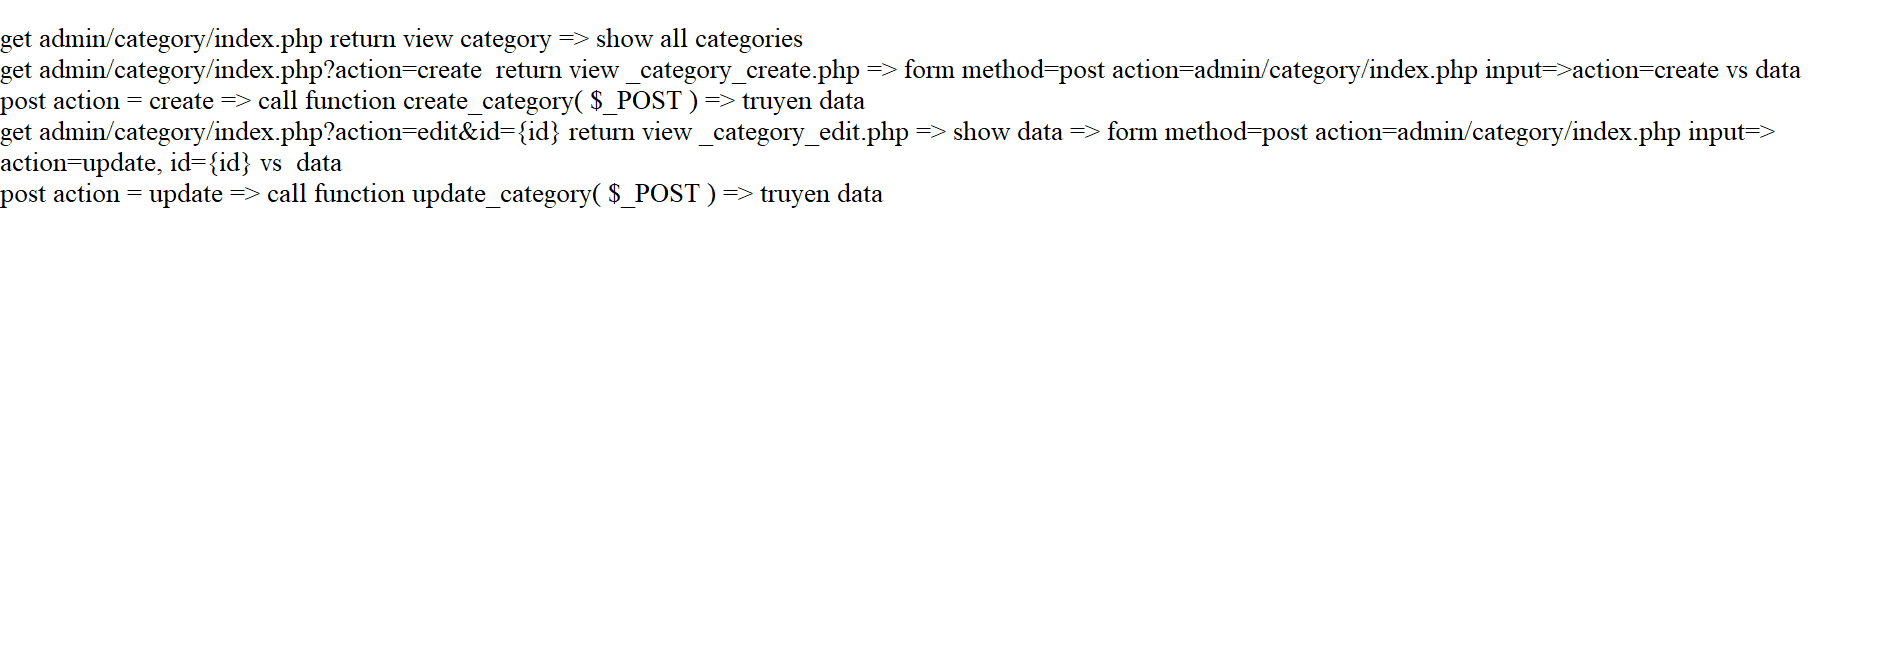 get admin/category/index.php return view category => show all categories
get admin/category/index.php?action=create  return view _category_create.php => form method=post action=admin/category/index.php input=>action=create vs data
post action = create => call function create_category( $_POST ) => truyen data
get admin/category/index.php?action=edit&id={id} return view _category_edit.php => show data => form method=post action=admin/category/index.php input=>
action=update, id={id} vs  data
post action = update => call function update_category( $_POST ) => truyen data